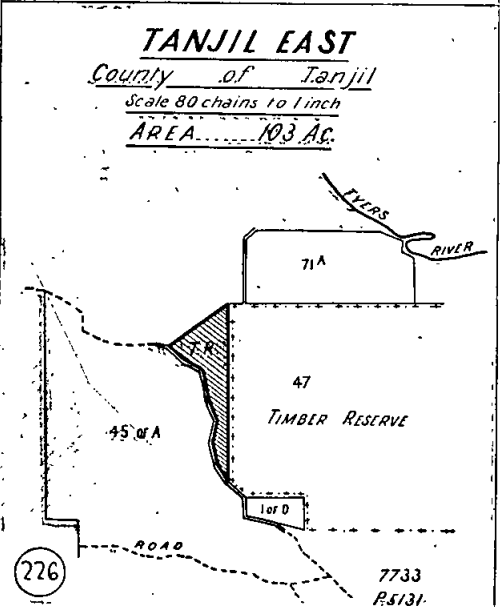 TANJIL EAST
County of Tanjil
Scale 80 chains to 1 inch
AREA......103 Ac.
TYERS
RIVER
71A
T.R.
47
TIMBER RESERVE
45 of A
1 of D
ROAD
226
7733
P.5131.